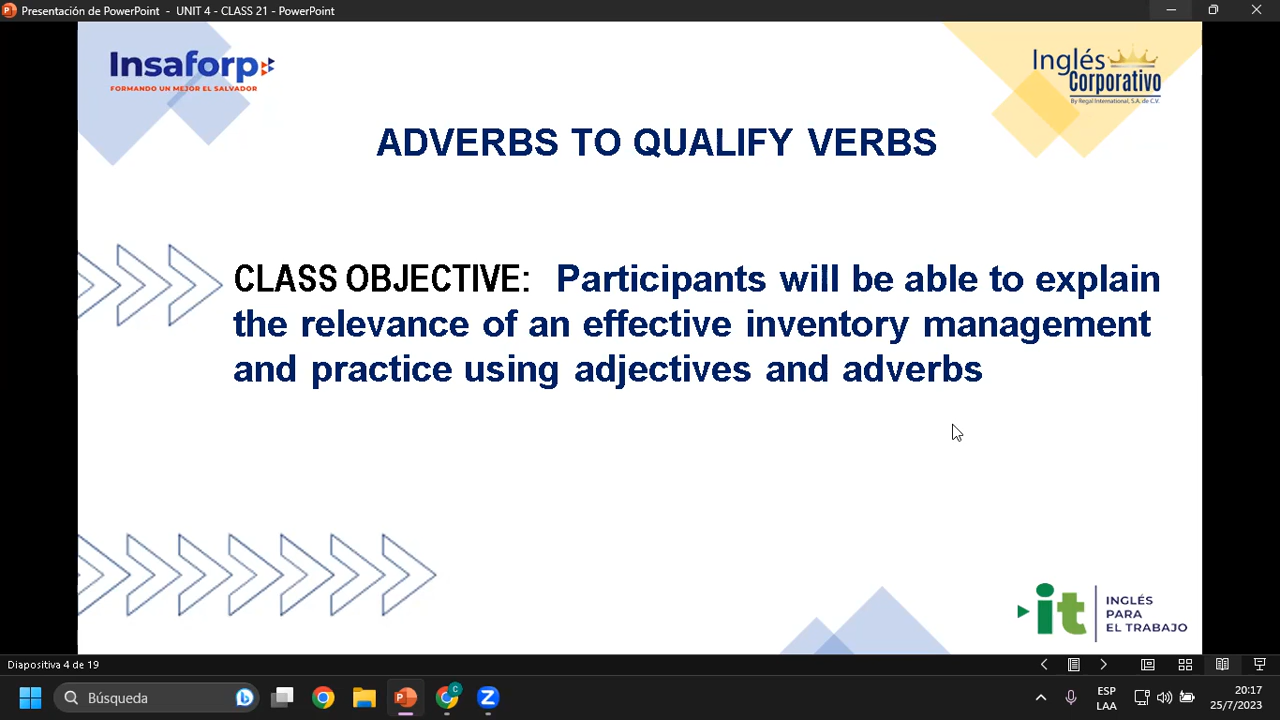 Presentación de PowerPoint - UNIT 4 - CLASS 21 - PowerPoint
Insaforp
FORMANDO UN MEJOR EL SALVADOR
Inglés
Corporativo
By Regal International, S.A. de C.V.
ADVERBS TO QUALIFY VERBS
CLASS OBJECTIVE: Participants will be able to explain
the relevance of an effective inventory management
and practice using adjectives and adverbs
it
INGLÉS
PARA
EL TRABAJO
Diapositiva 4 de 19
Búsqueda
C
ESP
LAA
20:17
25/7/2023